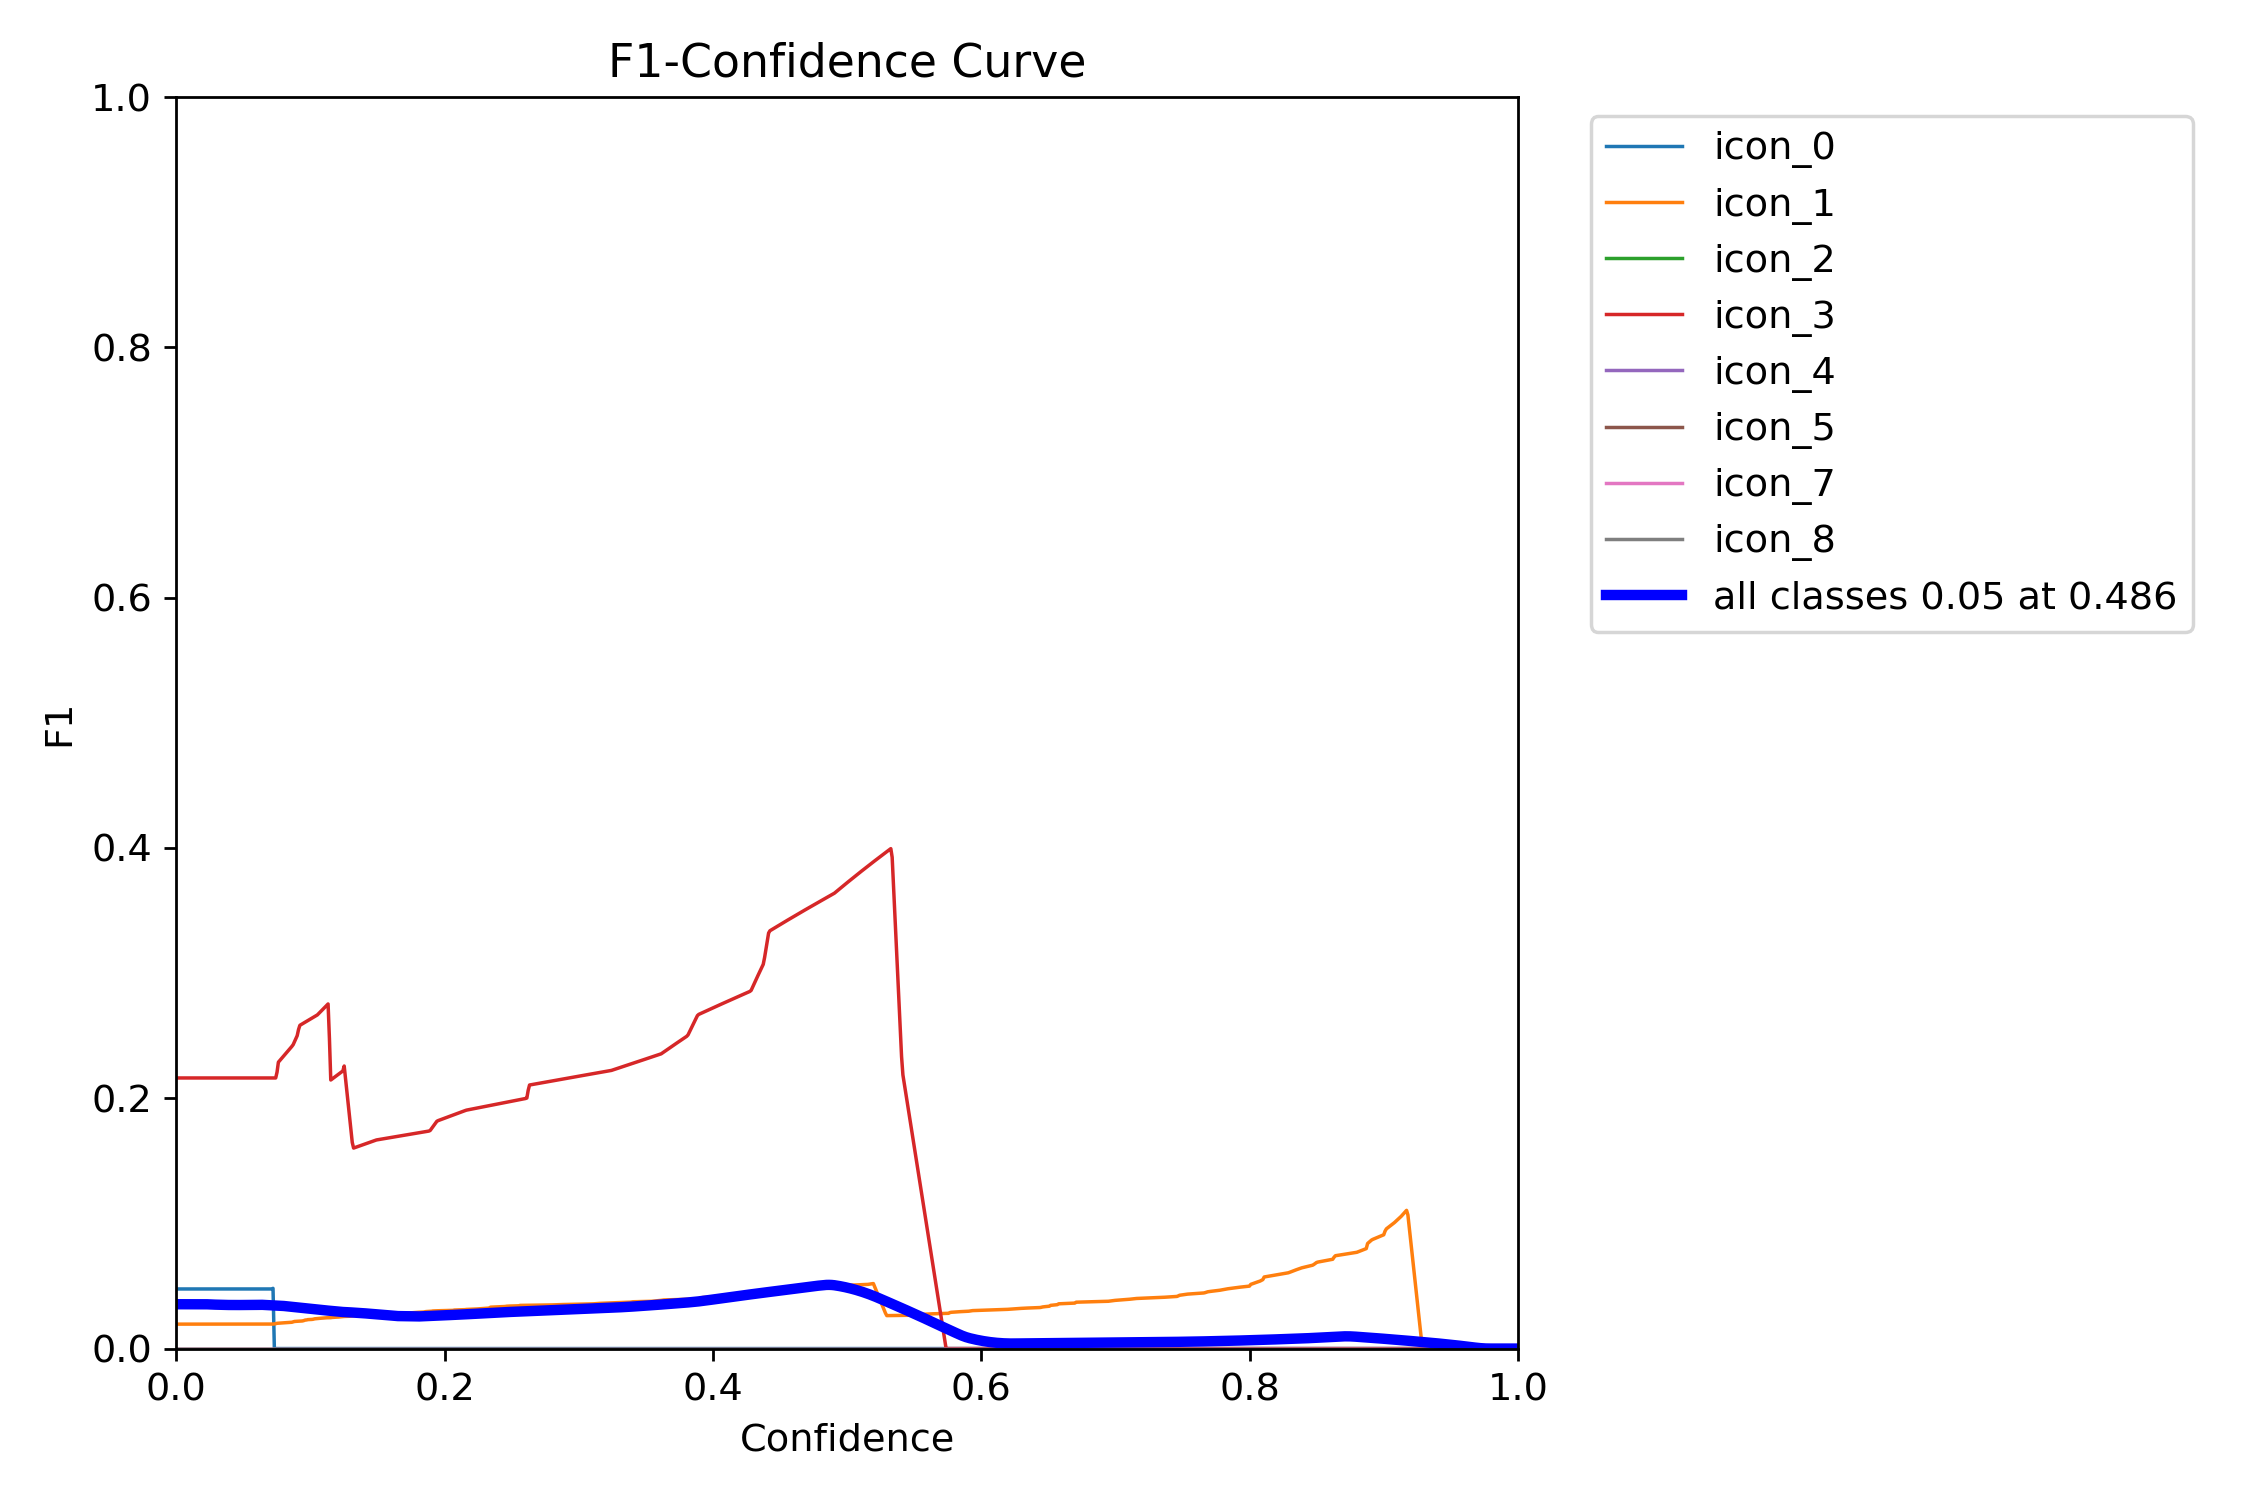 F1-Confidence Curve
1.0
0.8
0.6
0.4
0.2
0.0
F1
0.0 0.2 0.4 0.6 0.8 1.0
Confidence
icon_0
icon_1
icon_2
icon_3
icon_4
icon_5
icon_7
icon_8
all classes 0.05 at 0.486